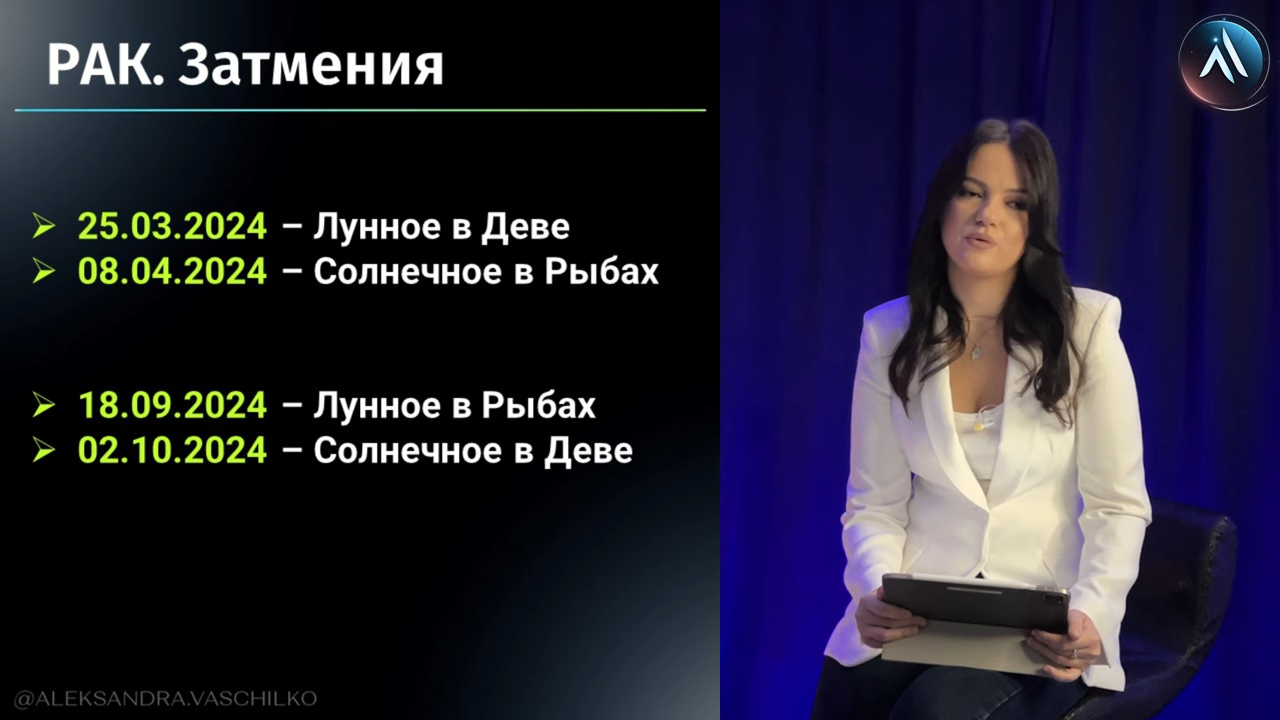 РАК. Затмения
➢ 25.03.2024 – Лунное в Деве
➢ 08.04.2024 – Солнечное в Рыбах
➢ 18.09.2024 – Лунное в Рыбах
➢ 02.10.2024 – Солнечное в Деве
@ALEKSANDRA.VASCHILKO